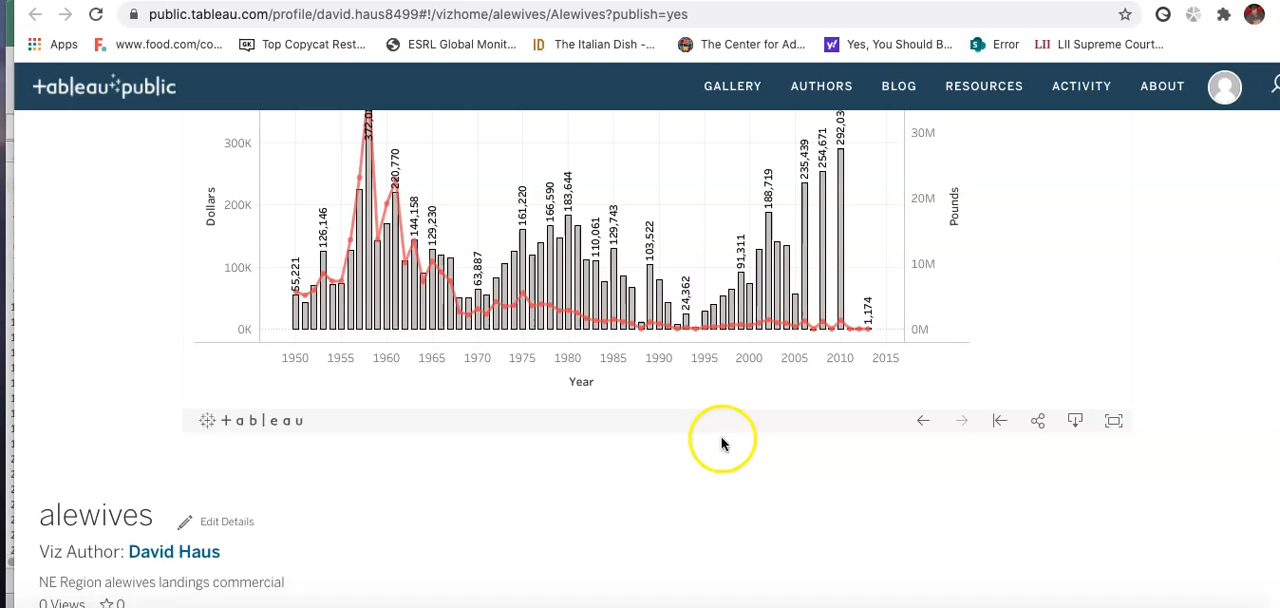 public.tableau.com/profile/david.haus8499#!/vizhome/alewives/Alewives?publish=yes
Apps F. www.food.com/co... GK Top Copycat Rest... ESRL Global Monit... ID The Italian Dish -... The Center for Ad... y! Yes, You Should B... S Error LII LII Supreme Court...
+ableau public GALLERY AUTHORS BLOG RESOURCES ACTIVITY ABOUT
300K 30M
200K 20M
100K 10M
0K 0M
Dollars
Pounds
55,221 126,146 220,770 144,158 129,230 63,887 161,220 166,590 183,644 110,061 129,743 103,522 24,362 91,311 188,719 235,439 254,671 1,174
1950 1955 1960 1965 1970 1975 1980 1985 1990 1995 2000 2005 2010 2015
Year
+ableau
alewives Edit Details
Viz Author: David Haus
NE Region alewives landings commercial
0 Views 0